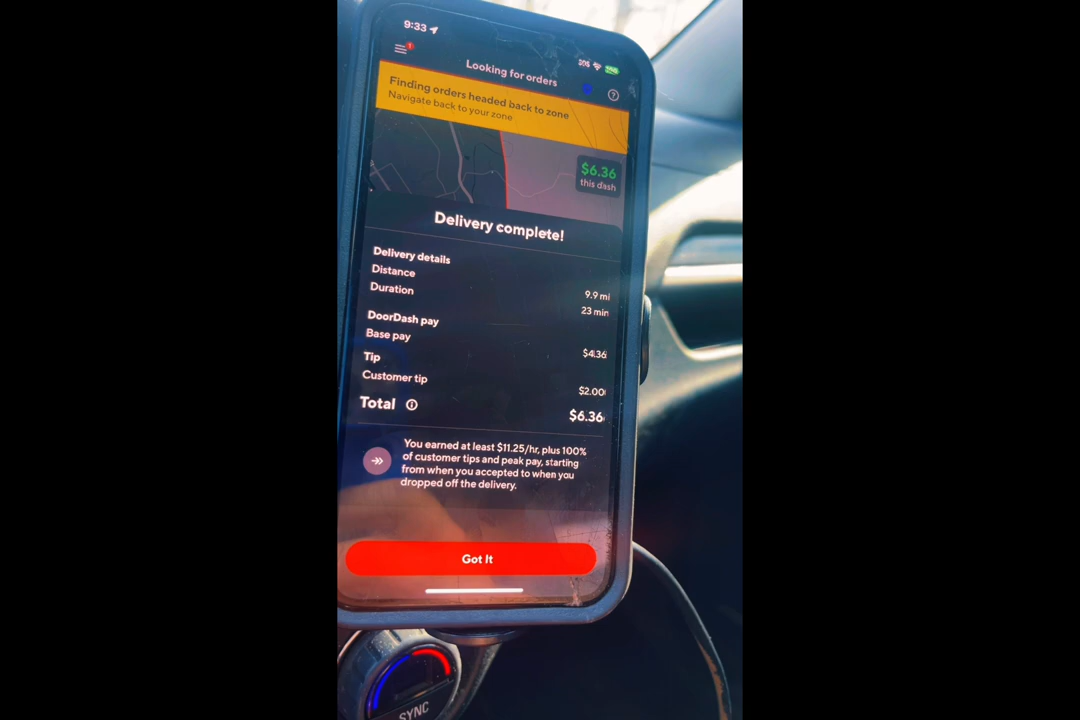 9:33
1
SOS
Looking for orders
?
Finding orders headed back to zone
Navigate back to your zone
$6.36
this dash
Delivery complete!
Delivery details
Distance 9.9 mi
Duration 23 min
DoorDash pay
Base pay $4.36
Tip
Customer tip $2.00
Total $6.36
You earned at least $11.25/hr, plus 100%
of customer tips and peak pay, starting
from when you accepted to when you
dropped off the delivery.
Got It
SYNC